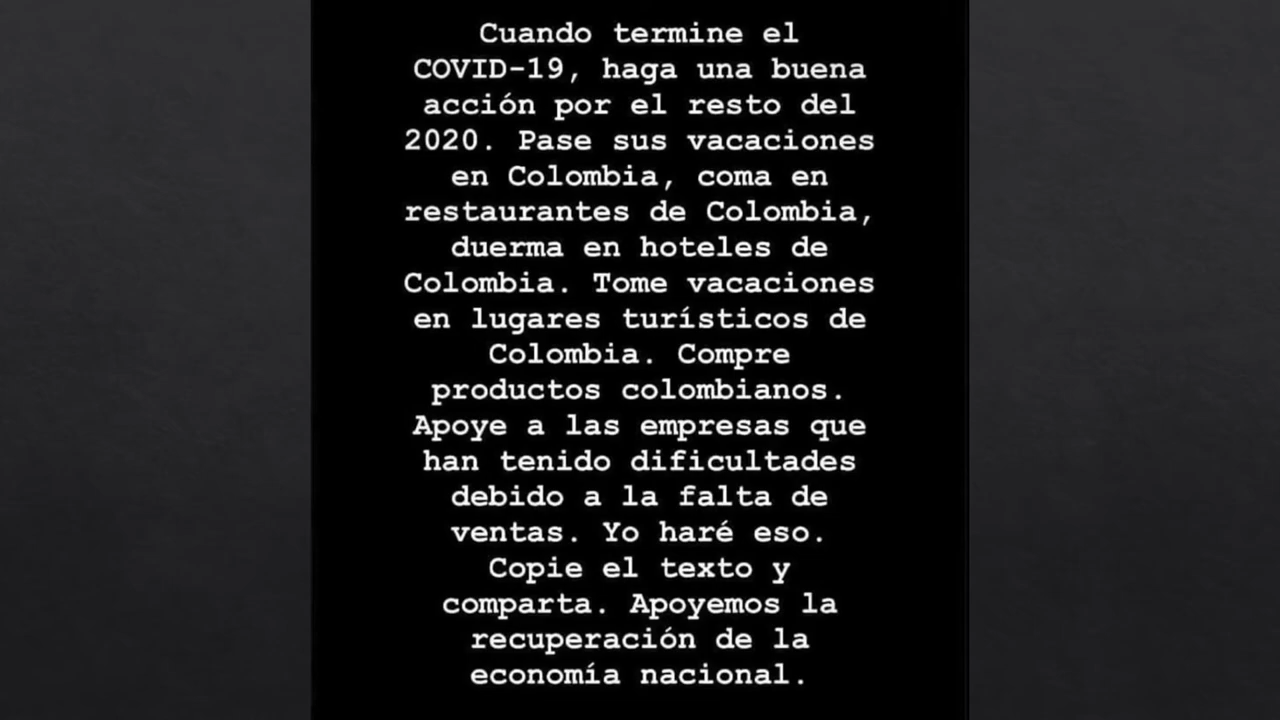 Cuando termine el
COVID-19, haga una buena
acción por el resto del
2020. Pase sus vacaciones
en Colombia, coma en
restaurantes de Colombia,
duerma en hoteles de
Colombia. Tome vacaciones
en lugares turísticos de
Colombia. Compre
productos colombianos.
Apoye a las empresas que
han tenido dificultades
debido a la falta de
ventas. Yo haré eso.
Copie el texto y
comparta. Apoyemos la
recuperación de la
economía nacional.